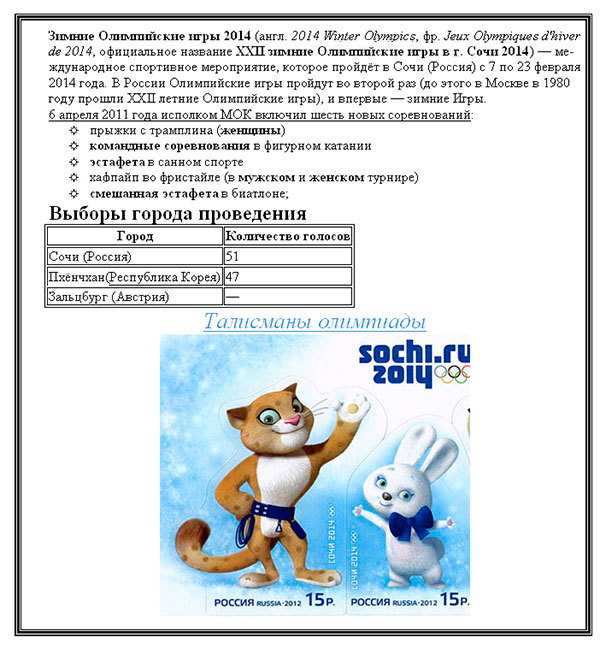 Зимние Олимпийские игры 2014 (англ. 2014 Winter Olympics, фр. Jeux Olympiques d'hiver
de 2014, официальное название XXII зимние Олимпийские игры в г. Сочи 2014) — ме-
ждународное спортивное мероприятие, которое пройдёт в Сочи (Россия) с 7 по 23 февраля
2014 года. В России Олимпийские игры пройдут во второй раз (до этого в Москве в 1980
году прошли XXII летние Олимпийские игры), и впервые — зимние Игры.
6 апреля 2011 года исполком МОК включил шесть новых соревнований:
прыжки с трамплина (женщины)
командные соревнования в фигурном катании
эстафета в санном спорте
хафпайп во фристайле (в мужском и женском турнире)
смешанная эстафета в биатлоне;
Выборы города проведения
Город Количество голосов
Сочи (Россия) 51
Пхёнчхан(Республика Корея) 47
Зальцбург (Австрия) —
Талисманы олимпиады
sochi.ru
2014
СОЧИ 2014
СОЧИ 2014
РОССИЯ RUSSIA-2012 15Р.
РОССИЯ RUSSIA-2012 15Р.